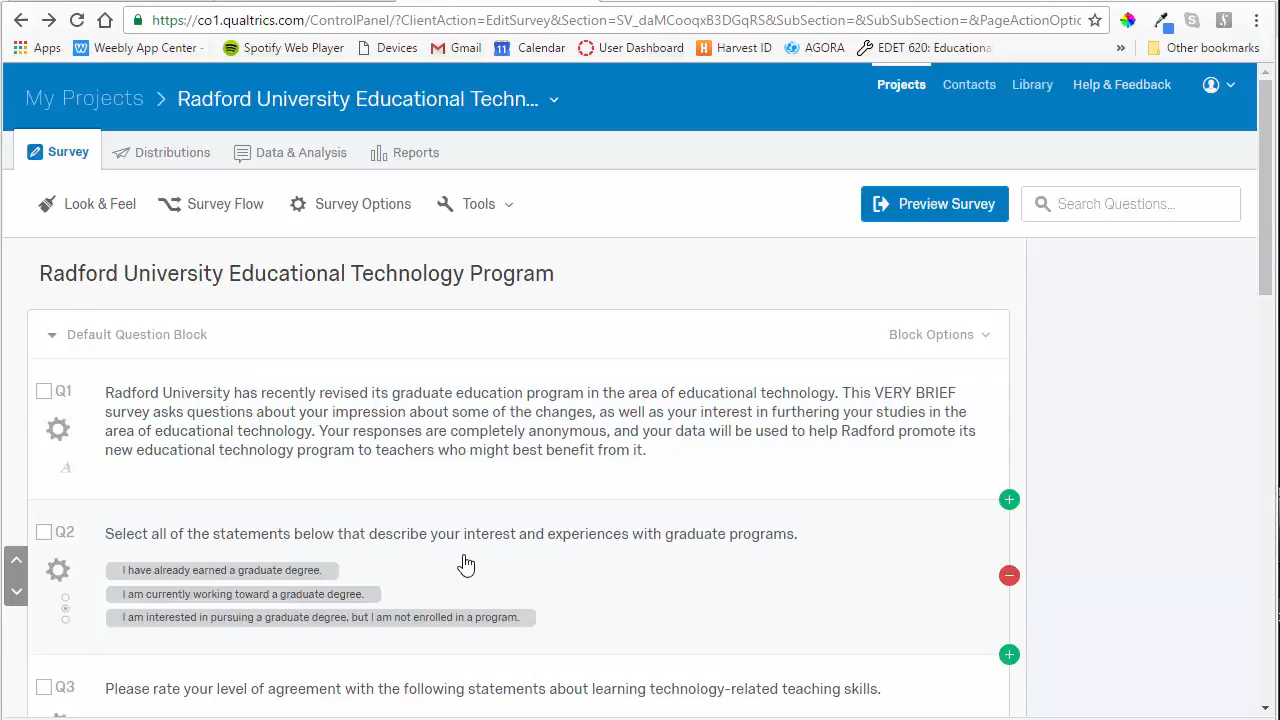 https://co1.qualtrics.com/ControlPanel/?ClientAction=EditSurvey&Section=SV_daMCooqxB3DGqRS&SubSection=&SubSubSection=&PageActionOptic
Apps Weebly App Center Spotify Web Player Devices Gmail 11 Calendar User Dashboard H Harvest ID AGORA EDET 620: Educationa » Other bookmarks
My Projects > Radford University Educational Techn...
Projects Contacts Library Help & Feedback
Survey Distributions Data & Analysis Reports
Look & Feel Survey Flow Survey Options Tools Preview Survey Search Questions...
Radford University Educational Technology Program
Default Question Block Block Options
Q1 Radford University has recently revised its graduate education program in the area of educational technology. This VERY BRIEF
survey asks questions about your impression about some of the changes, as well as your interest in furthering your studies in the
area of educational technology. Your responses are completely anonymous, and your data will be used to help Radford promote its
new educational technology program to teachers who might best benefit from it.
Q2 Select all of the statements below that describe your interest and experiences with graduate programs.
I have already earned a graduate degree.
I am currently working toward a graduate degree.
I am interested in pursuing a graduate degree, but I am not enrolled in a program.
Q3 Please rate your level of agreement with the following statements about learning technology-related teaching skills.